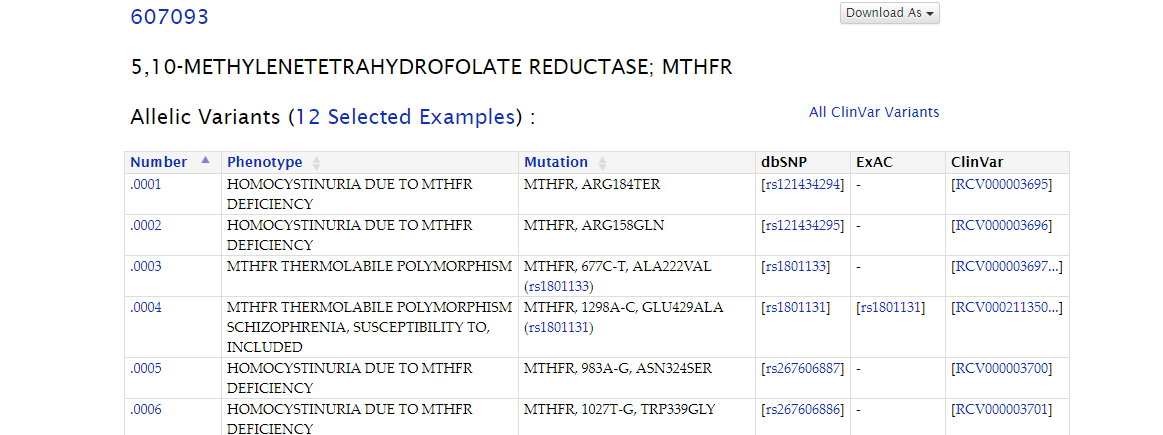 607093
Download As
5,10-METHYLENETETRAHYDROFOLATE REDUCTASE; MTHFR
Allelic Variants (12 Selected Examples) :
All ClinVar Variants
Number Phenotype Mutation dbSNP ExAC ClinVar
.0001 HOMOCYSTINURIA DUE TO MTHFR MTHFR, ARG184TER [rs121434294] - [RCV000003695]
DEFICIENCY
.0002 HOMOCYSTINURIA DUE TO MTHFR MTHFR, ARG158GLN [rs121434295] - [RCV000003696]
DEFICIENCY
.0003 MTHFR THERMOLABILE POLYMORPHISM MTHFR, 677C-T, ALA222VAL [rs1801133] - [RCV000003697...]
(rs1801133)
.0004 MTHFR THERMOLABILE POLYMORPHISM MTHFR, 1298A-C, GLU429ALA [rs1801131] [rs1801131] [RCV000211350...]
SCHIZOPHRENIA, SUSCEPTIBILITY TO, (rs1801131)
INCLUDED
.0005 HOMOCYSTINURIA DUE TO MTHFR MTHFR, 983A-G, ASN324SER [rs267606887] - [RCV000003700]
DEFICIENCY
.0006 HOMOCYSTINURIA DUE TO MTHFR MTHFR, 1027T-G, TRP339GLY [rs267606886] - [RCV000003701]
DEFICIENCY